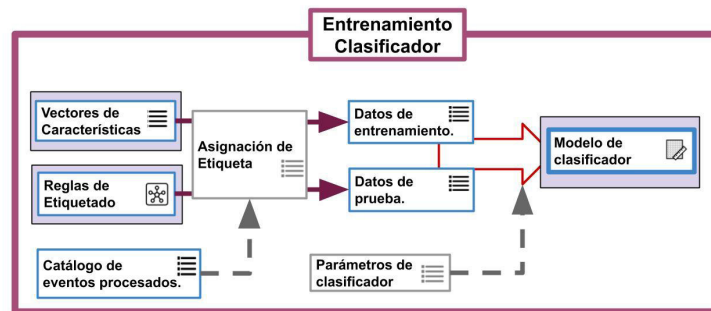 Entrenamiento
Clasificador
Vectores de
Características
Asignación de
Etiqueta
Datos de
entrenamiento.
Modelo de
clasificador
Reglas de
Etiquetado
Datos de
prueba.
Catálogo de
eventos procesados.
Parámetros de
clasificador